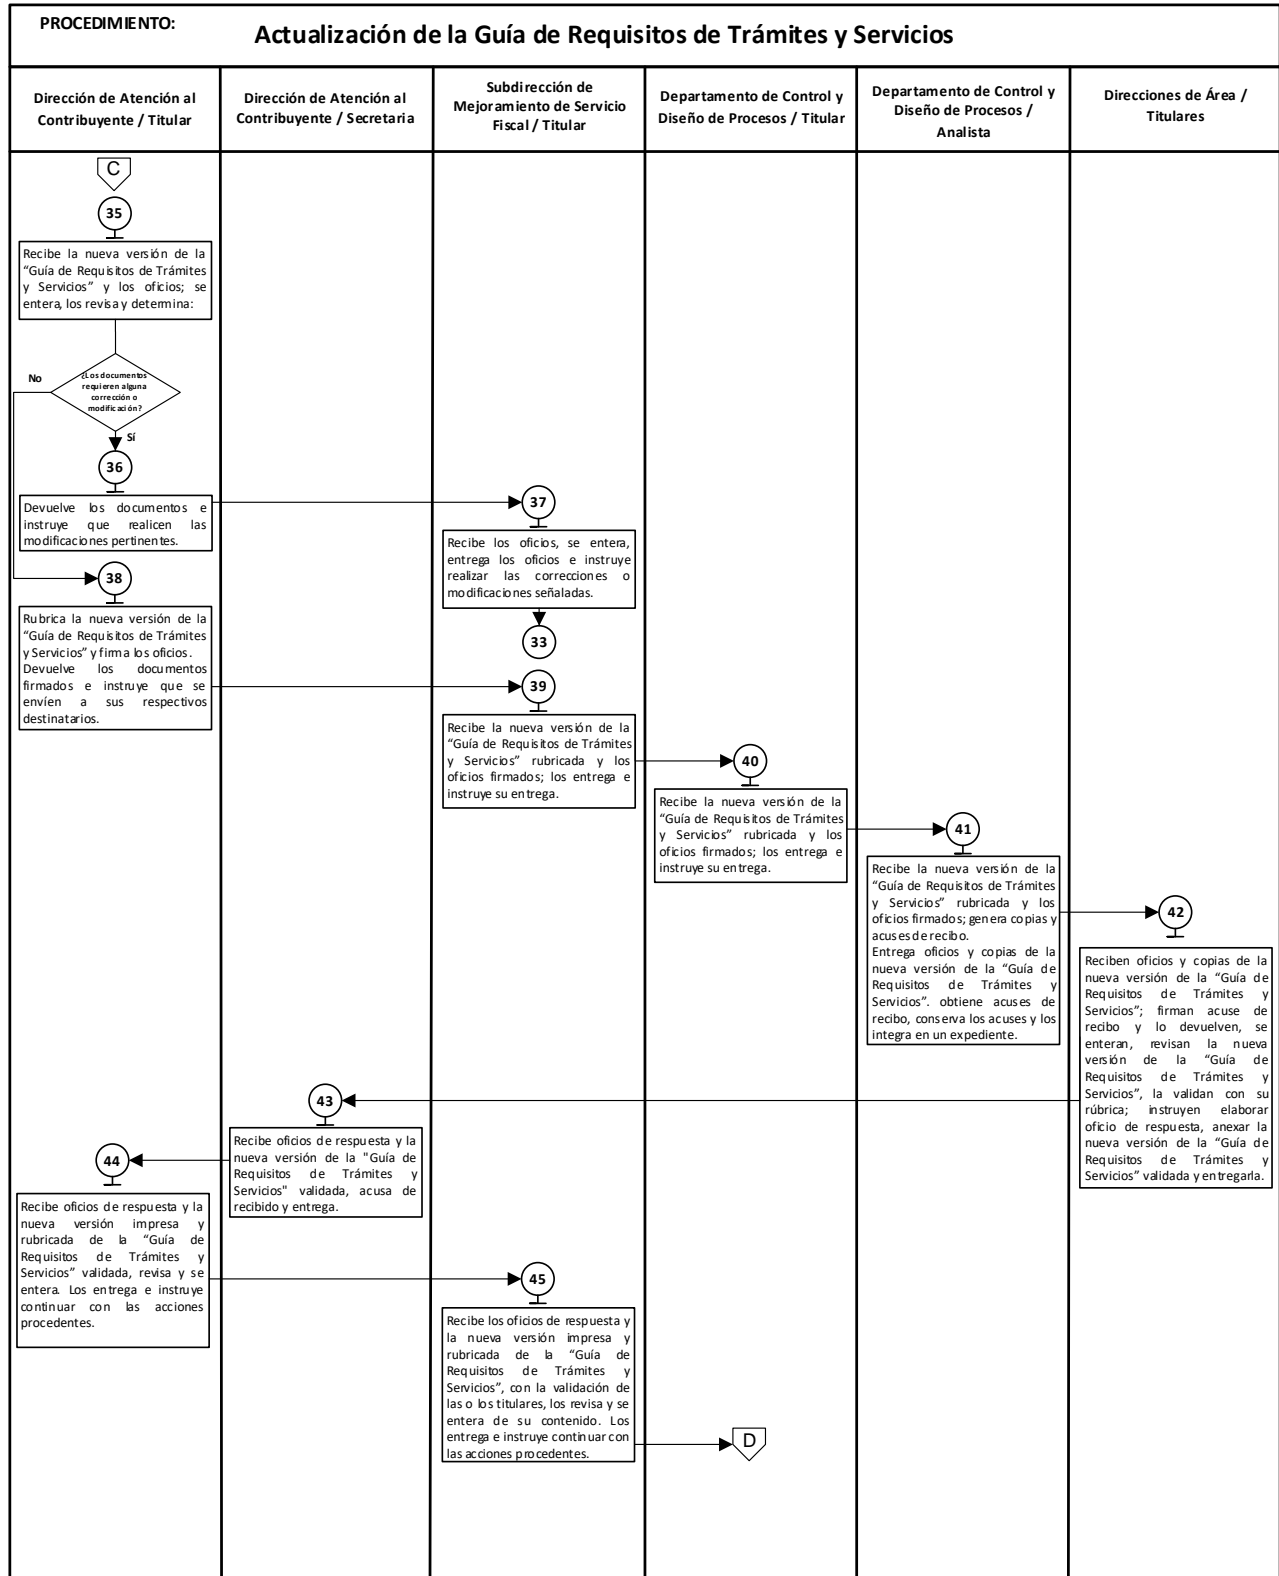 PROCEDIMIENTO:
Actualización de la Guía de Requisitos de Trámites y Servicios
Dirección de Atención al
Contribuyente / Titular
Dirección de Atención al
Contribuyente / Secretaria
Subdirección de
Mejoramiento de Servicio
Fiscal / Titular
Departamento de Control y
Diseño de Procesos / Titular
Departamento de Control y
Diseño de Procesos /
Analista
Direcciones de Área /
Titulares
C
35
Recibe la nueva versión de la
“Guía de Requisitos de Trámites
y Servicios” y los oficios; se
entera, los revisa y determina:
¿Los documentos
requieren alguna
corrección o
modificación?
No
Sí
36
Devuelve los documentos e
instruye que realicen las
modificaciones pertinentes.
37
Recibe los oficios, se entera,
entrega los oficios e instruye
realizar las correcciones o
modificaciones señaladas.
33
38
Rubrica la nueva versión de la
“Guía de Requisitos de Trámites
y Servicios” y firma los oficios.
Devuelve los documentos
firmados e instruye que se
envíen a sus respectivos
destinatarios.
39
Recibe la nueva versión de la
“Guía de Requisitos de Trámites
y Servicios” rubricada y los
oficios firmados; los entrega e
instruye su entrega.
40
Recibe la nueva versión de la
“Guía de Requisitos de Trámites
y Servicios” rubricada y los
oficios firmados; los entrega e
instruye su entrega.
41
Recibe la nueva versión de la
“Guía de Requisitos de Trámites
y Servicios” rubricada y los
oficios firmados; genera copias y
acuses de recibo.
Entrega oficios y copias de la
nueva versión de la “Guía de
Requisitos de Trámites y
Servicios”. obtiene acuses de
recibo, conserva los acuses y los
integra en un expediente.
42
Reciben oficios y copias de la
nueva versión de la “Guía de
Requisitos de Trámites y
Servicios”; firman acuse de
recibo y lo devuelven, se
enteran, revisan la nueva
versión de la “Guía de
Requisitos de Trámites y
Servicios”, la validan con su
rúbrica; instruyen elaborar
oficio de respuesta, anexar la
nueva versión de la “Guía de
Requisitos de Trámites y
Servicios” validada y entregarla.
43
Recibe oficios de respuesta y la
nueva versión de la "Guía de
Requisitos de Trámites y
Servicios" validada, acusa de
recibido y entrega.
44
Recibe oficios de respuesta y la
nueva versión impresa y
rubricada de la “Guía de
Requisitos de Trámites y
Servicios” validada, revisa y se
entera. Los entrega e instruye
continuar con las acciones
procedentes.
45
Recibe los oficios de respuesta y
la nueva versión impresa y
rubricada de la “Guía de
Requisitos de Trámites y
Servicios”, con la validación de
las o los titulares, los revisa y se
entera de su contenido. Los
entrega e instruye continuar con
las acciones procedentes.
D